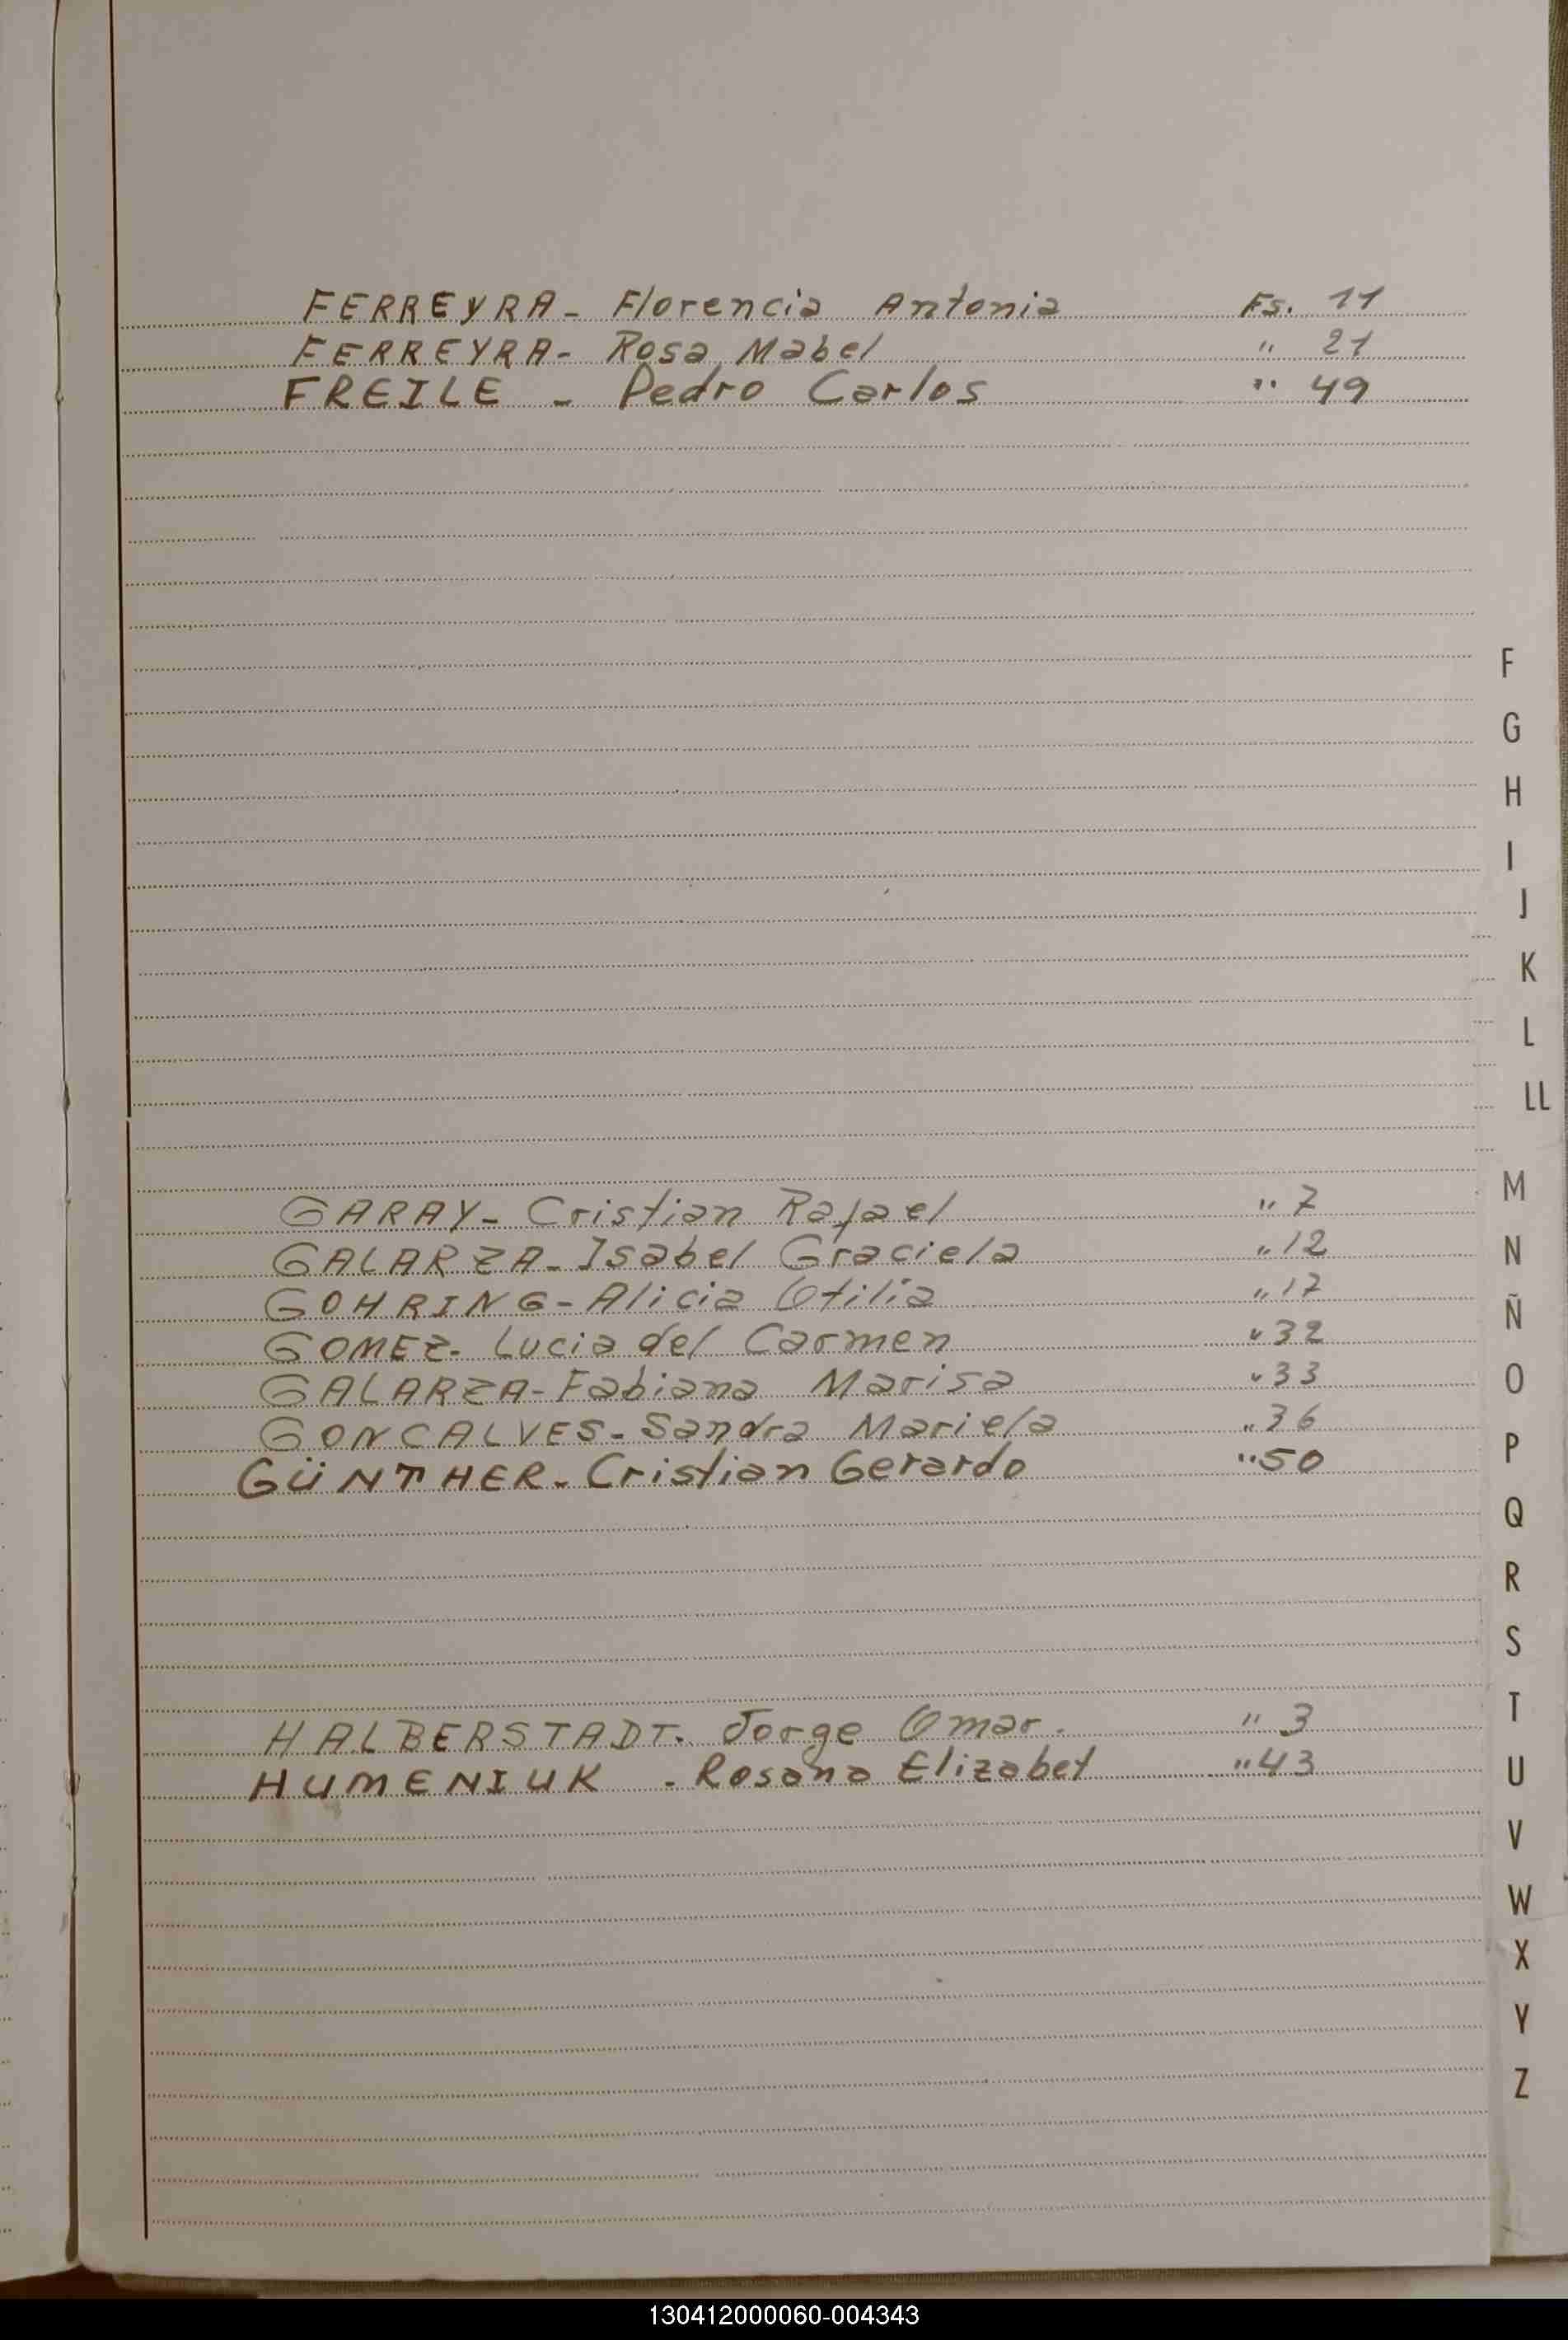 FERREYRA - Florencia Antonia Fs. 11
FERREYRA - Rosa Mabel " 21
FREILE - Pedro Carlos " 49
F
G
H
I
J
K
L
LL
GARAY - Cristian Rafael " 7
GALARZA - Isabel Graciela " 12
GOHRING - Alicia Otilia " 17
GOMEZ - Lucia del Carmen " 32
GALARZA - Fabiana Marisa " 33
GONCALVES - Sandra Mariela " 36
GÜNTHER - Cristian Gerardo " 50
M
N
Ñ
O
P
Q
R
S
HALBERSTADT. Jorge Omar. " 3
HUMENIUK - Rosana Elizabet " 43
T
U
V
W
X
Y
Z
130412000060-004343